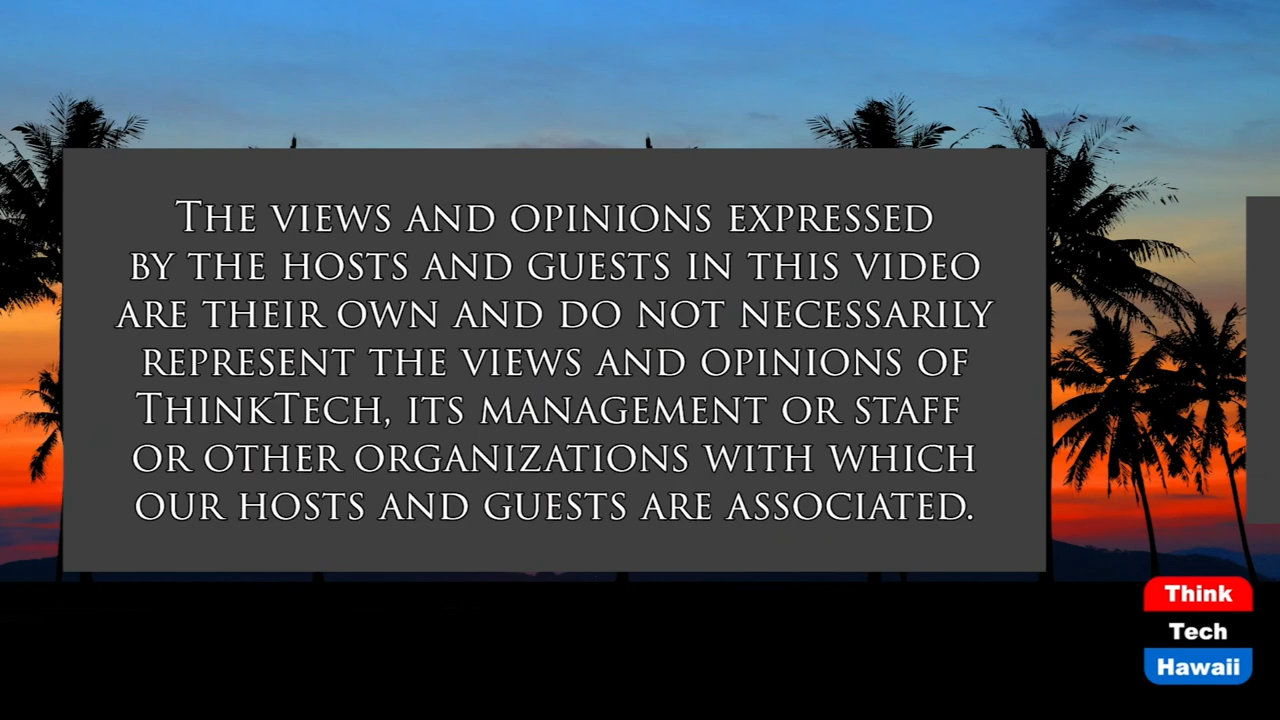 The views and opinions expressed
by the hosts and guests in this video
are their own and do not necessarily
represent the views and opinions of
ThinkTech, its management or staff
or other organizations with which
our hosts and guests are associated.
Think
Tech
Hawaii